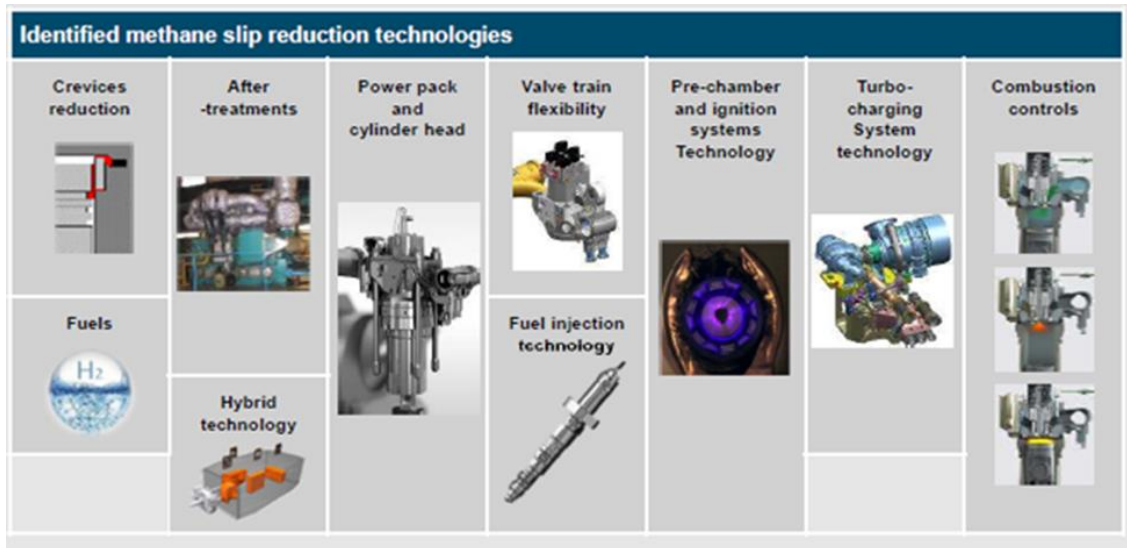 Identified methane slip reduction technologies
Crevices
reduction
After
-treatments
Power pack
and
cylinder head
Valve train
flexibility
Pre-chamber
and ignition
systems
Technology
Turbo-
charging
System
technology
Combustion
controls
Fuels
H2
Hybrid
technology
Fuel injection
technology